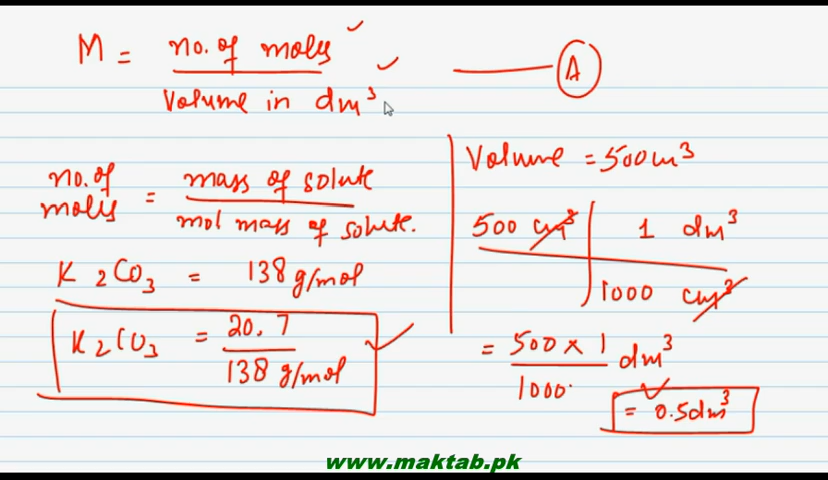 M = no. of moles
Volume in dm³
A
no. of moles = mass of solute
mol mass of solute.
K2CO3 = 138 g/mol
K2CO3 = 20.7
138 g/mol
Volume = 500cm³
500 cm³ | 1 dm³
1000 cm³
= 500 × 1 dm³
1000
= 0.5dm³
www.maktab.pk